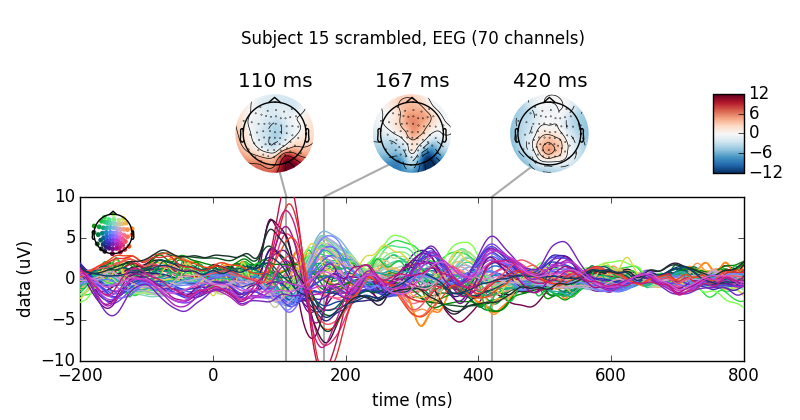 Subject 15 scrambled, EEG (70 channels)
110 ms 167 ms 420 ms
12
6
0
−6
−12
10
5
0
−5
−10
data (uV)
−200 0 200 400 600 800
time (ms)